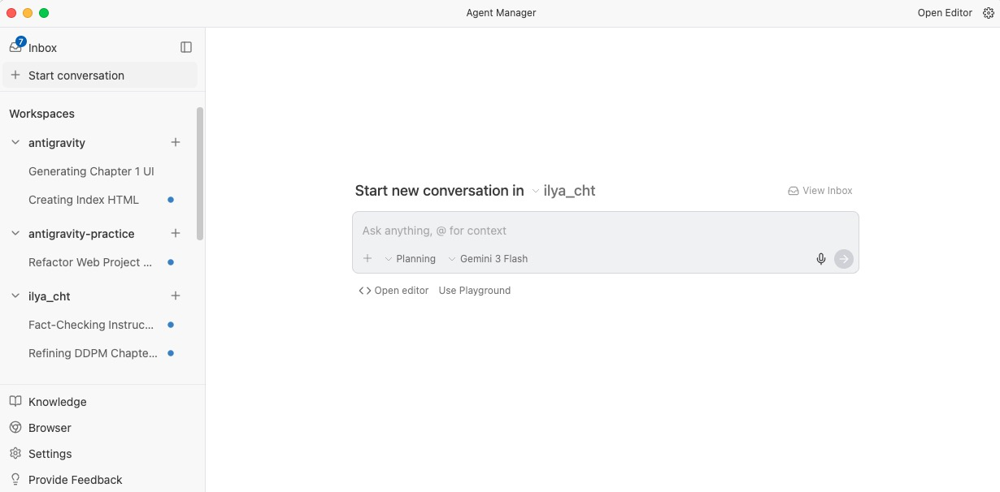 Agent Manager
Open Editor
7
Inbox
Start conversation
Workspaces
antigravity
Generating Chapter 1 UI
Creating Index HTML
antigravity-practice
Refactor Web Project ...
ilya_cht
Fact-Checking Instruc...
Refining DDPM Chapte...
Knowledge
Browser
Settings
Provide Feedback
Start new conversation in ilya_cht
View Inbox
Ask anything, @ for context
Planning Gemini 3 Flash
Open editor Use Playground